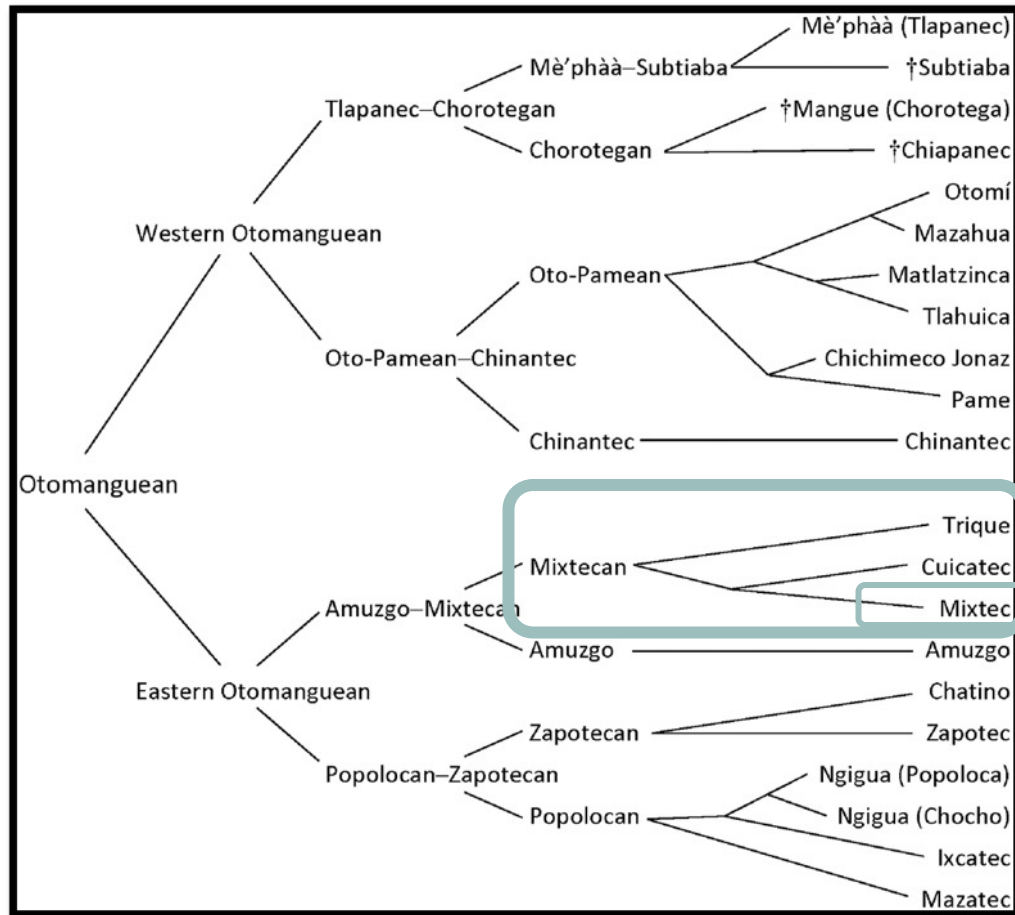 Mè'phàà (Tlapanec)
Mè'phàà–Subtiaba
†Subtiaba
Tlapanec–Chorotegan
†Mangue (Chorotega)
Chorotegan
†Chiapanec
Otomí
Western Otomanguean
Mazahua
Oto-Pamean
Matlatzinca
Tlahuica
Oto-Pamean–Chinantec
Chichimeco Jonaz
Pame
Chinantec
Chinantec
Otomanguean
Trique
Mixtecan
Cuicatec
Amuzgo–Mixtecan
Mixtec
Amuzgo
Amuzgo
Eastern Otomanguean
Chatino
Zapotecan
Zapotec
Popolocan–Zapotecan
Ngigua (Popoloca)
Popolocan
Ngigua (Chocho)
Ixcatec
Mazatec